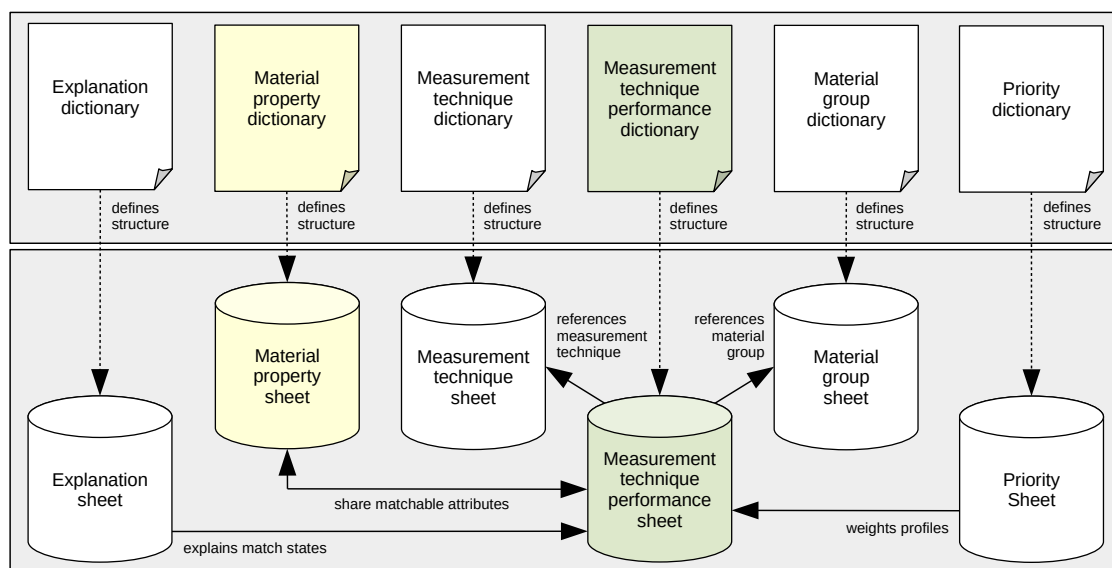 Explanation
dictionary
Material
property
dictionary
Measurement
technique
dictionary
Measurement
technique
performance
dictionary
Material
group
dictionary
Priority
dictionary
defines
structure
defines
structure
defines
structure
defines
structure
defines
structure
defines
structure
Material
property
sheet
Measurement
technique
sheet
references
measurement
technique
references
material
group
Material
group
sheet
Explanation
sheet
Measurement
technique
performance
sheet
Priority
Sheet
share matchable attributes
weights profiles
explains match states